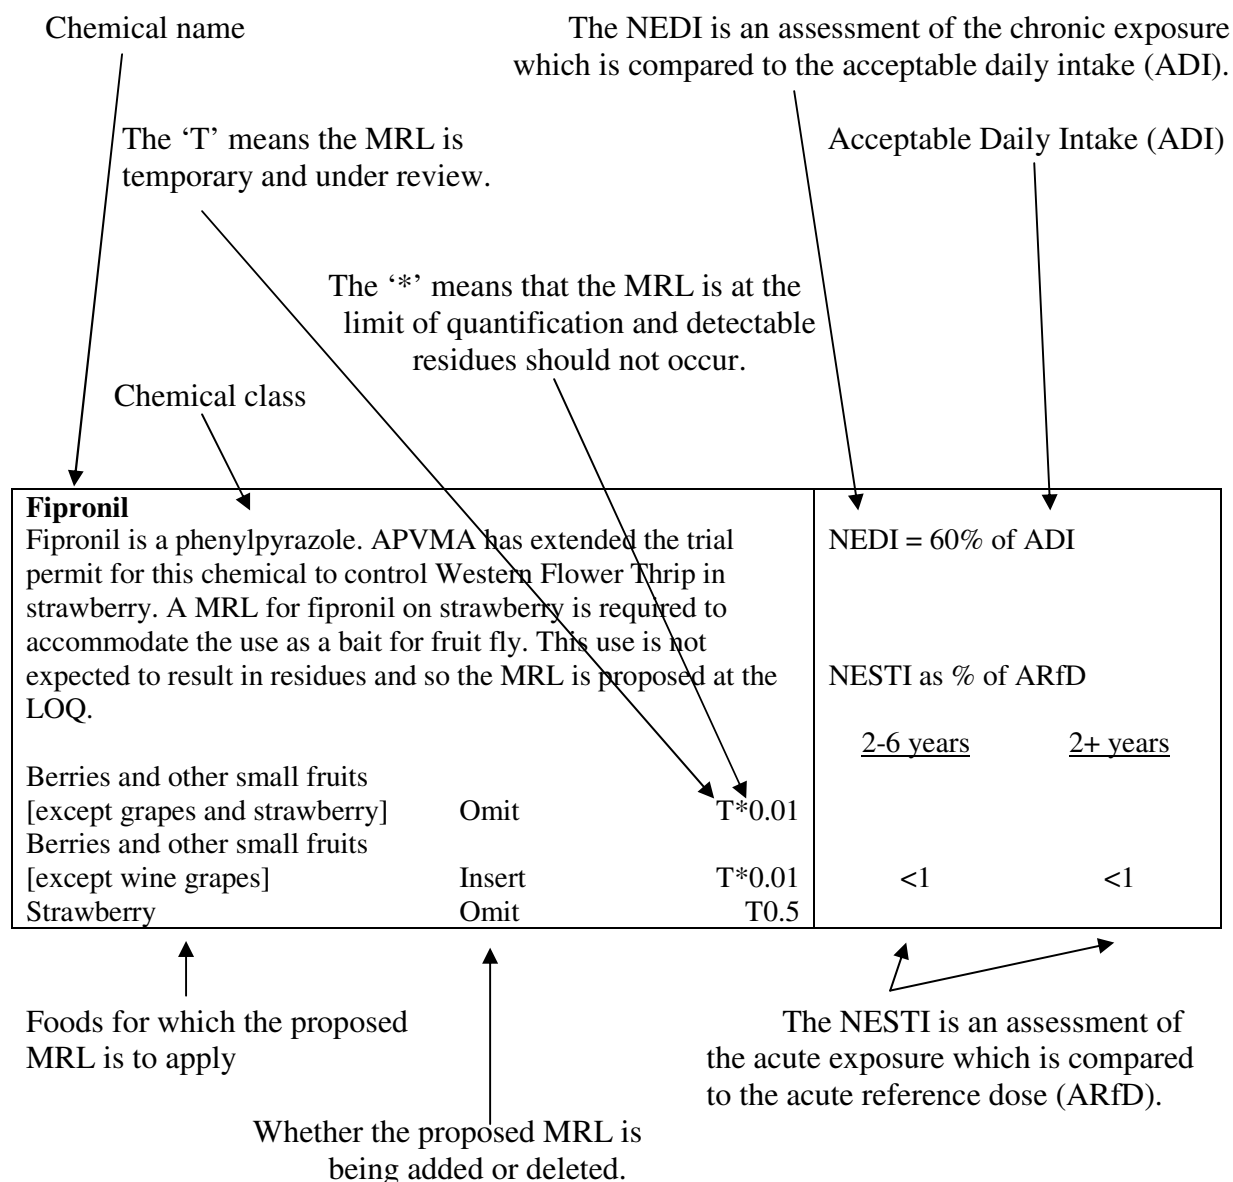 Chemical name
The NEDI is an assessment of the chronic exposure
which is compared to the acceptable daily intake (ADI).
The ‘T’ means the MRL is
temporary and under review.
Acceptable Daily Intake (ADI)
The ‘*’ means that the MRL is at the
limit of quantification and detectable
residues should not occur.
Chemical class
Fipronil
Fipronil is a phenylpyrazole. APVMA has extended the trial
permit for this chemical to control Western Flower Thrip in
strawberry. A MRL for fipronil on strawberry is required to
accommodate the use as a bait for fruit fly. This use is not
expected to result in residues and so the MRL is proposed at the
LOQ.
Berries and other small fruits
[except grapes and strawberry] Omit T*0.01
Berries and other small fruits
[except wine grapes] Insert T*0.01
Strawberry Omit T0.5
NEDI = 60% of ADI
NESTI as % of ARfD
2-6 years 2+ years
<1 <1
Foods for which the proposed
MRL is to apply
The NESTI is an assessment of
the acute exposure which is compared
to the acute reference dose (ARfD).
Whether the proposed MRL is
being added or deleted.